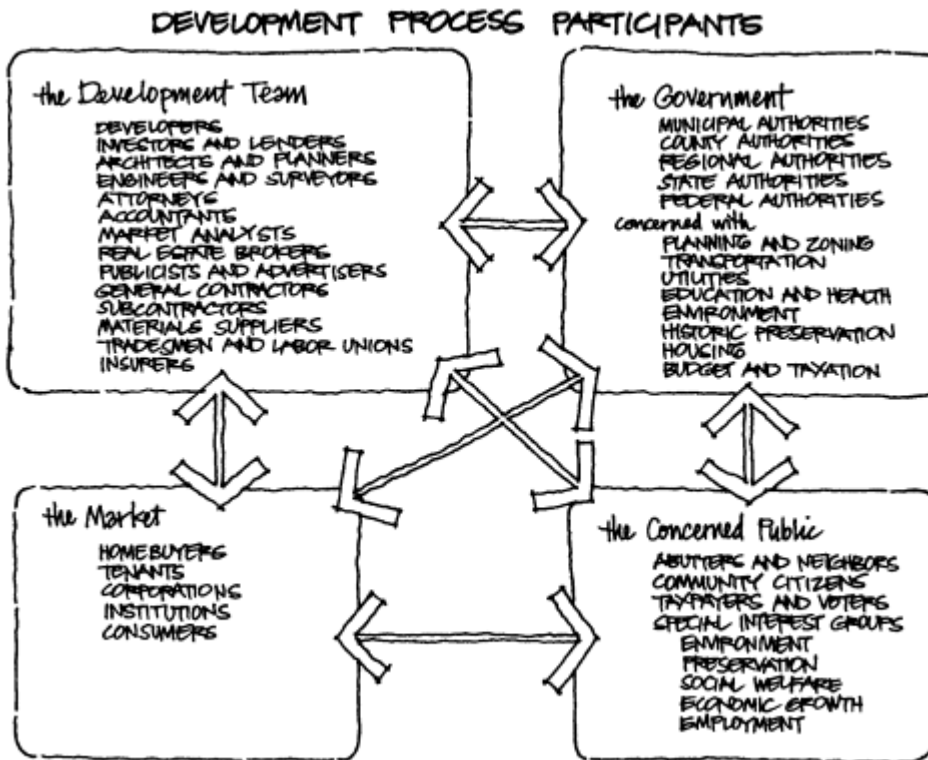 DEVELOPMENT PROCESS PARTICIPANTS
the Development Team
DEVELOPERS
INVESTORS AND LENDERS
ARCHITECTS AND PLANNERS
ENGINEERS AND SURVEYORS
ATTORNEYS
ACCOUNTANTS
MARKET ANALYSTS
REAL ESTATE BROKERS
PUBLICISTS AND ADVERTISERS
GENERAL CONTRACTORS
SUBCONTRACTORS
MATERIALS SUPPLIERS
TRADESMEN AND LABOR UNIONS
INSURERS
the Government
MUNICIPAL AUTHORITIES
COUNTY AUTHORITIES
REGIONAL AUTHORITIES
STATE AUTHORITIES
FEDERAL AUTHORITIES
concerned with
PLANNING AND ZONING
TRANSPORTATION
UTILITIES
EDUCATION AND HEALTH
ENVIRONMENT
HISTORIC PRESERVATION
HOUSING
BUDGET AND TAXATION
the Market
HOMEBUYERS
TENANTS
CORPORATIONS
INSTITUTIONS
CONSUMERS
the Concerned Public
ABUTTERS AND NEIGHBORS
COMMUNITY CITIZENS
TAXPAYERS AND VOTERS
SPECIAL INTEREST GROUPS
ENVIRONMENT
PRESERVATION
SOCIAL WELFARE
ECONOMIC GROWTH
EMPLOYMENT